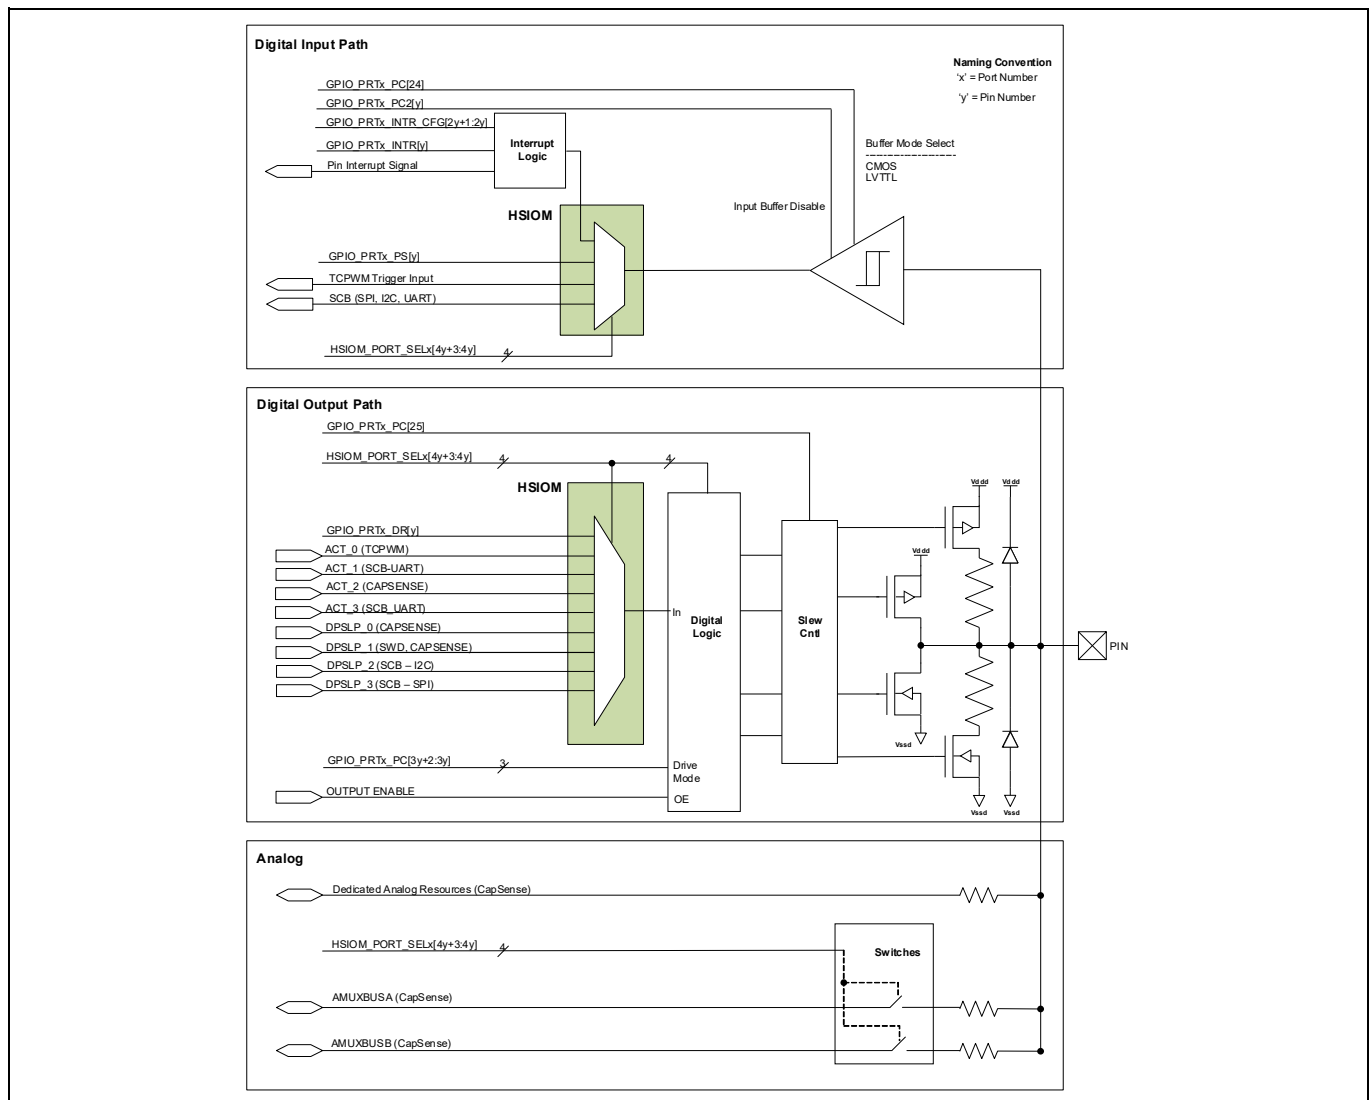 Digital Input Path
Naming Convention
'x' = Port Number
'y' = Pin Number
GPIO_PRTx_PC[24]
GPIO_PRTx_PC2[y]
GPIO_PRTx_INTR_CFG[2y+1:2y]
GPIO_PRTx_INTR[y]
Pin Interrupt Signal
Interrupt
Logic
Buffer Mode Select
CMOS
LVTTL
Input Buffer Disable
HSIOM
GPIO_PRTx_PS[y]
TCPWM Trigger Input
SCB (SPI, I2C, UART)
HSIOM_PORT_SELx[4y+3:4y]
4
Digital Output Path
GPIO_PRTx_PC[25]
HSIOM_PORT_SELx[4y+3:4y]
4
4
HSIOM
GPIO_PRTx_DR[y]
ACT_0 (TCPWM)
ACT_1 (SCB-UART)
ACT_2 (CAPSENSE)
ACT_3 (SCB_UART)
DPSLP_0 (CAPSENSE)
DPSLP_1 (SWD, CAPSENSE)
DPSLP_2 (SCB – I2C)
DPSLP_3 (SCB – SPI)
GPIO_PRTx_PC[3y+2:3y]
3
OUTPUT ENABLE
In
Digital
Logic
Drive
Mode
OE
Slew
Cntl
Vddd
Vddd
Vddd
Vssd
Vssd
Vssd
PIN
Analog
Dedicated Analog Resources (CapSense)
HSIOM_PORT_SELx[4y+3:4y]
4
Switches
AMUXBUSA (CapSense)
AMUXBUSB (CapSense)